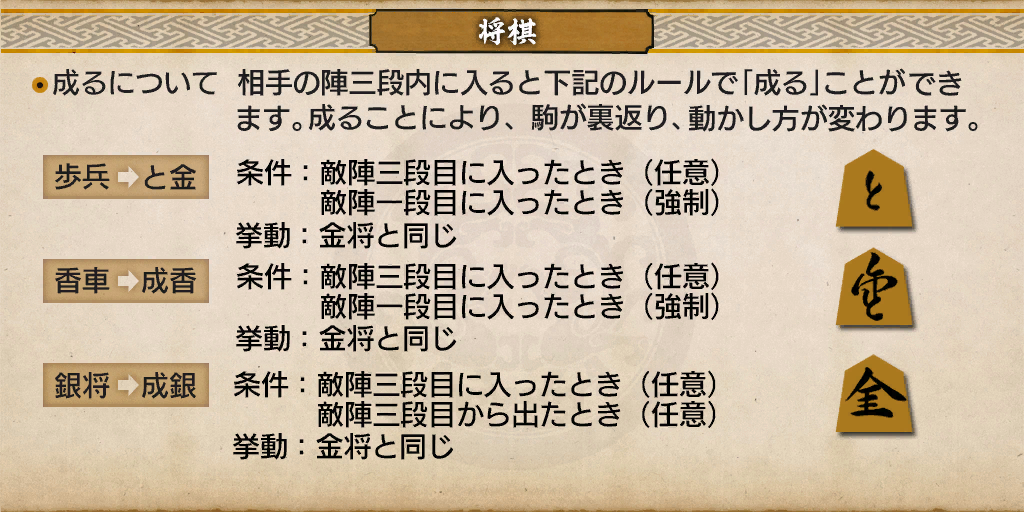 将棋
成るについて 相手の陣三段内に入ると下記のルールで「成る」ことができ
ます。成ることにより、駒が裏返り、動かし方が変わります。
歩兵➡と金
条件：敵陣三段目に入ったとき（任意）
敵陣一段目に入ったとき（強制）
挙動：金将と同じ
と
香車➡成香
条件：敵陣三段目に入ったとき（任意）
敵陣一段目に入ったとき（強制）
挙動：金将と同じ
銀将➡成銀
条件：敵陣三段目に入ったとき（任意）
敵陣三段目から出たとき（任意）
挙動：金将と同じ